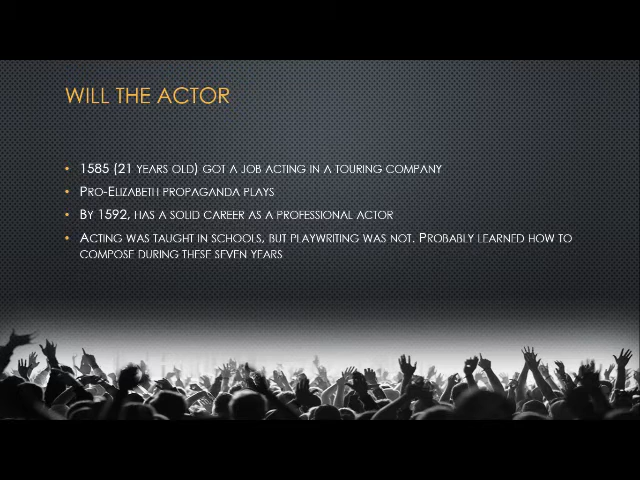 WILL THE ACTOR
• 1585 (21 YEARS OLD) GOT A JOB ACTING IN A TOURING COMPANY
• PRO-ELIZABETH PROPAGANDA PLAYS
• BY 1592, HAS A SOLID CAREER AS A PROFESSIONAL ACTOR
• ACTING WAS TAUGHT IN SCHOOLS, BUT PLAYWRITING WAS NOT. PROBABLY LEARNED HOW TO
COMPOSE DURING THESE SEVEN YEARS